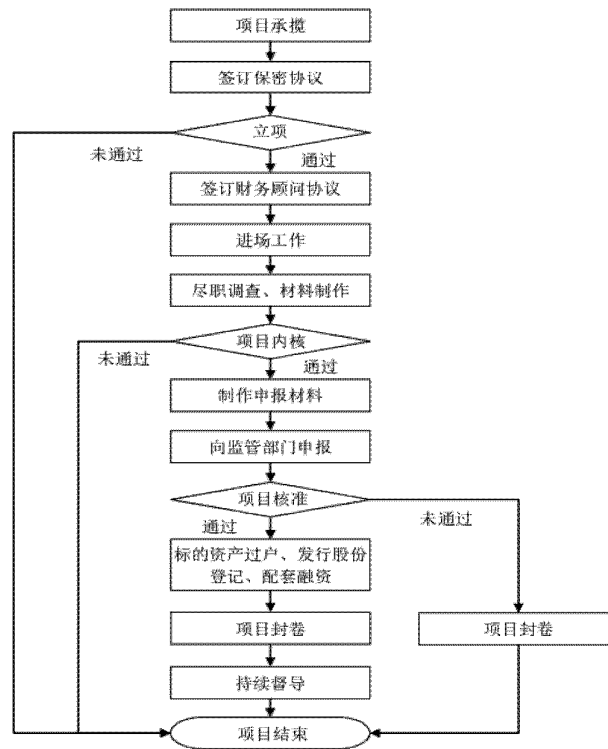 项目承揽
签订保密协议
立项
未通过
通过
签订财务顾问协议
进场工作
尽职调查、材料制作
项目内核
未通过
通过
制作申报材料
向监管部门申报
项目核准
通过
未通过
标的资产过户、发行股份
登记、配套融资
项目封卷
项目封卷
持续督导
项目结束